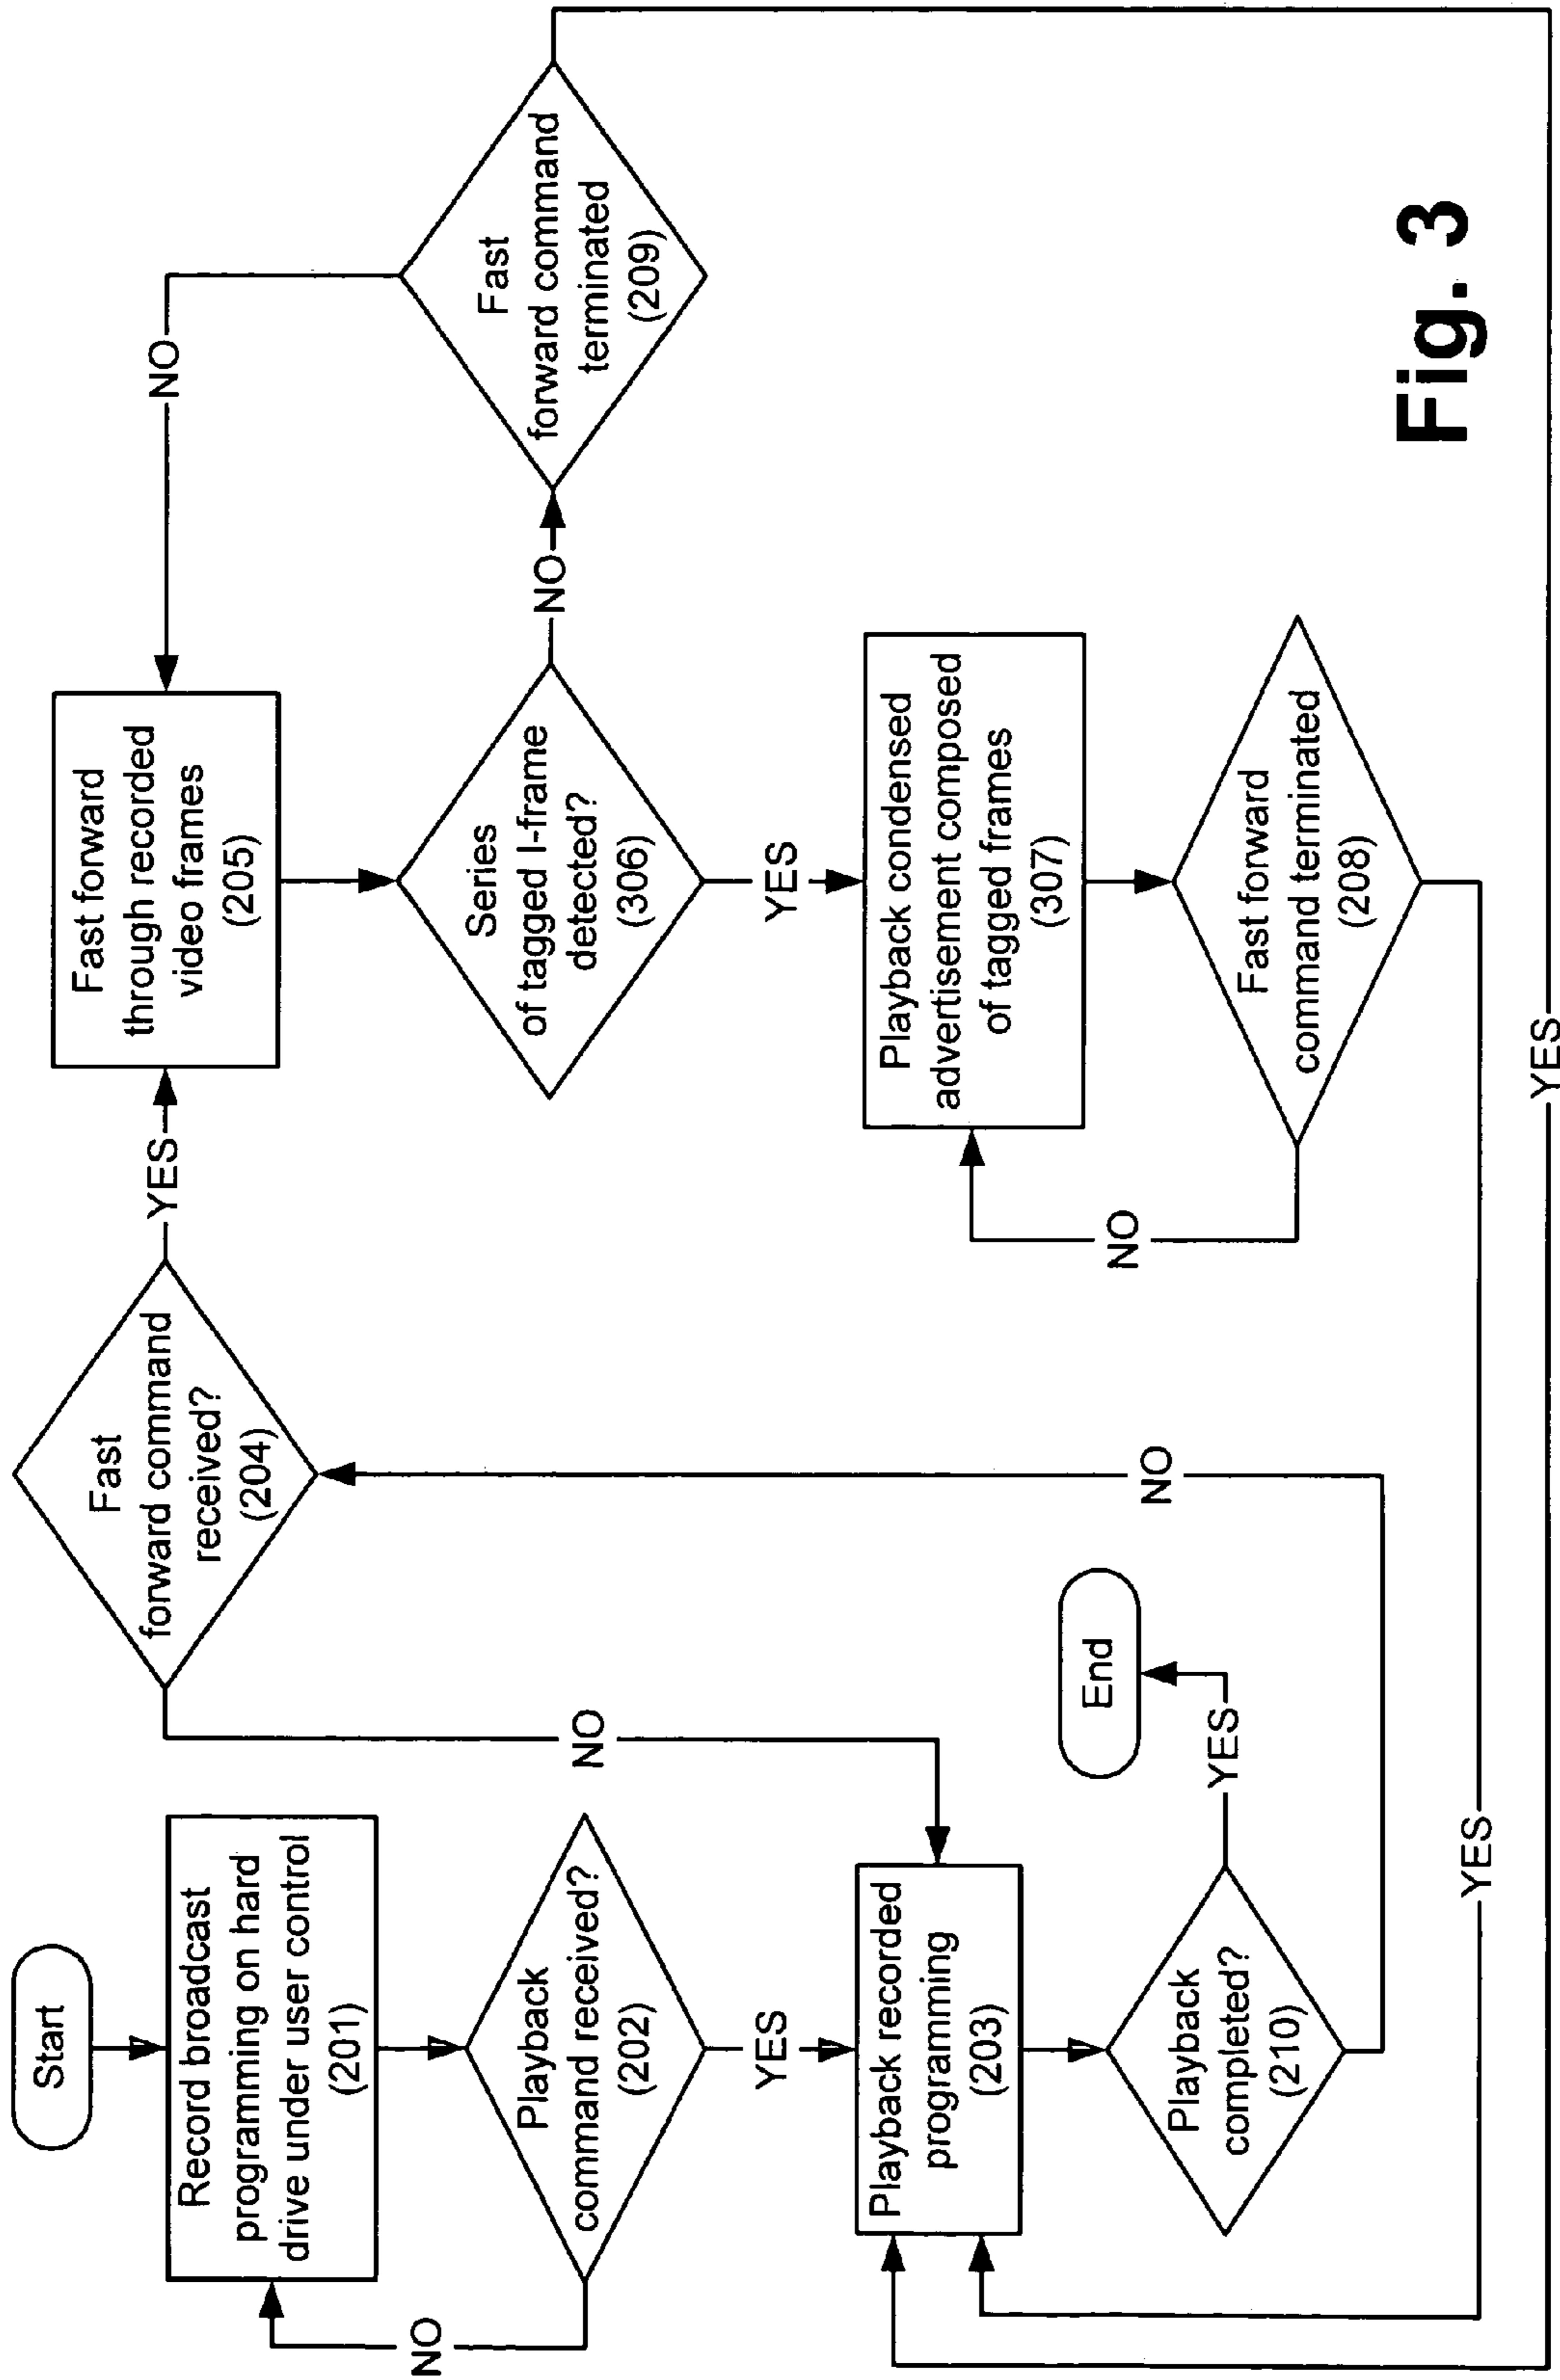 Start
Record broadcast
programming on hard
drive under user control
(201)
Playback
command received?
(202)
NO
YES
Playback recorded
programming
(203)
Playback
completed?
(210)
YES
End
NO
Fast
forward command
received?
(204)
NO
YES
Fast forward
through recorded
video frames
(205)
Series
of tagged I-frame
detected?
(306)
NO
YES
Playback condensed
advertisement composed
of tagged frames
(307)
Fast forward
command terminated
(208)
NO
YES
Fast
forward command
terminated
(209)
NO
YES
Fig. 3